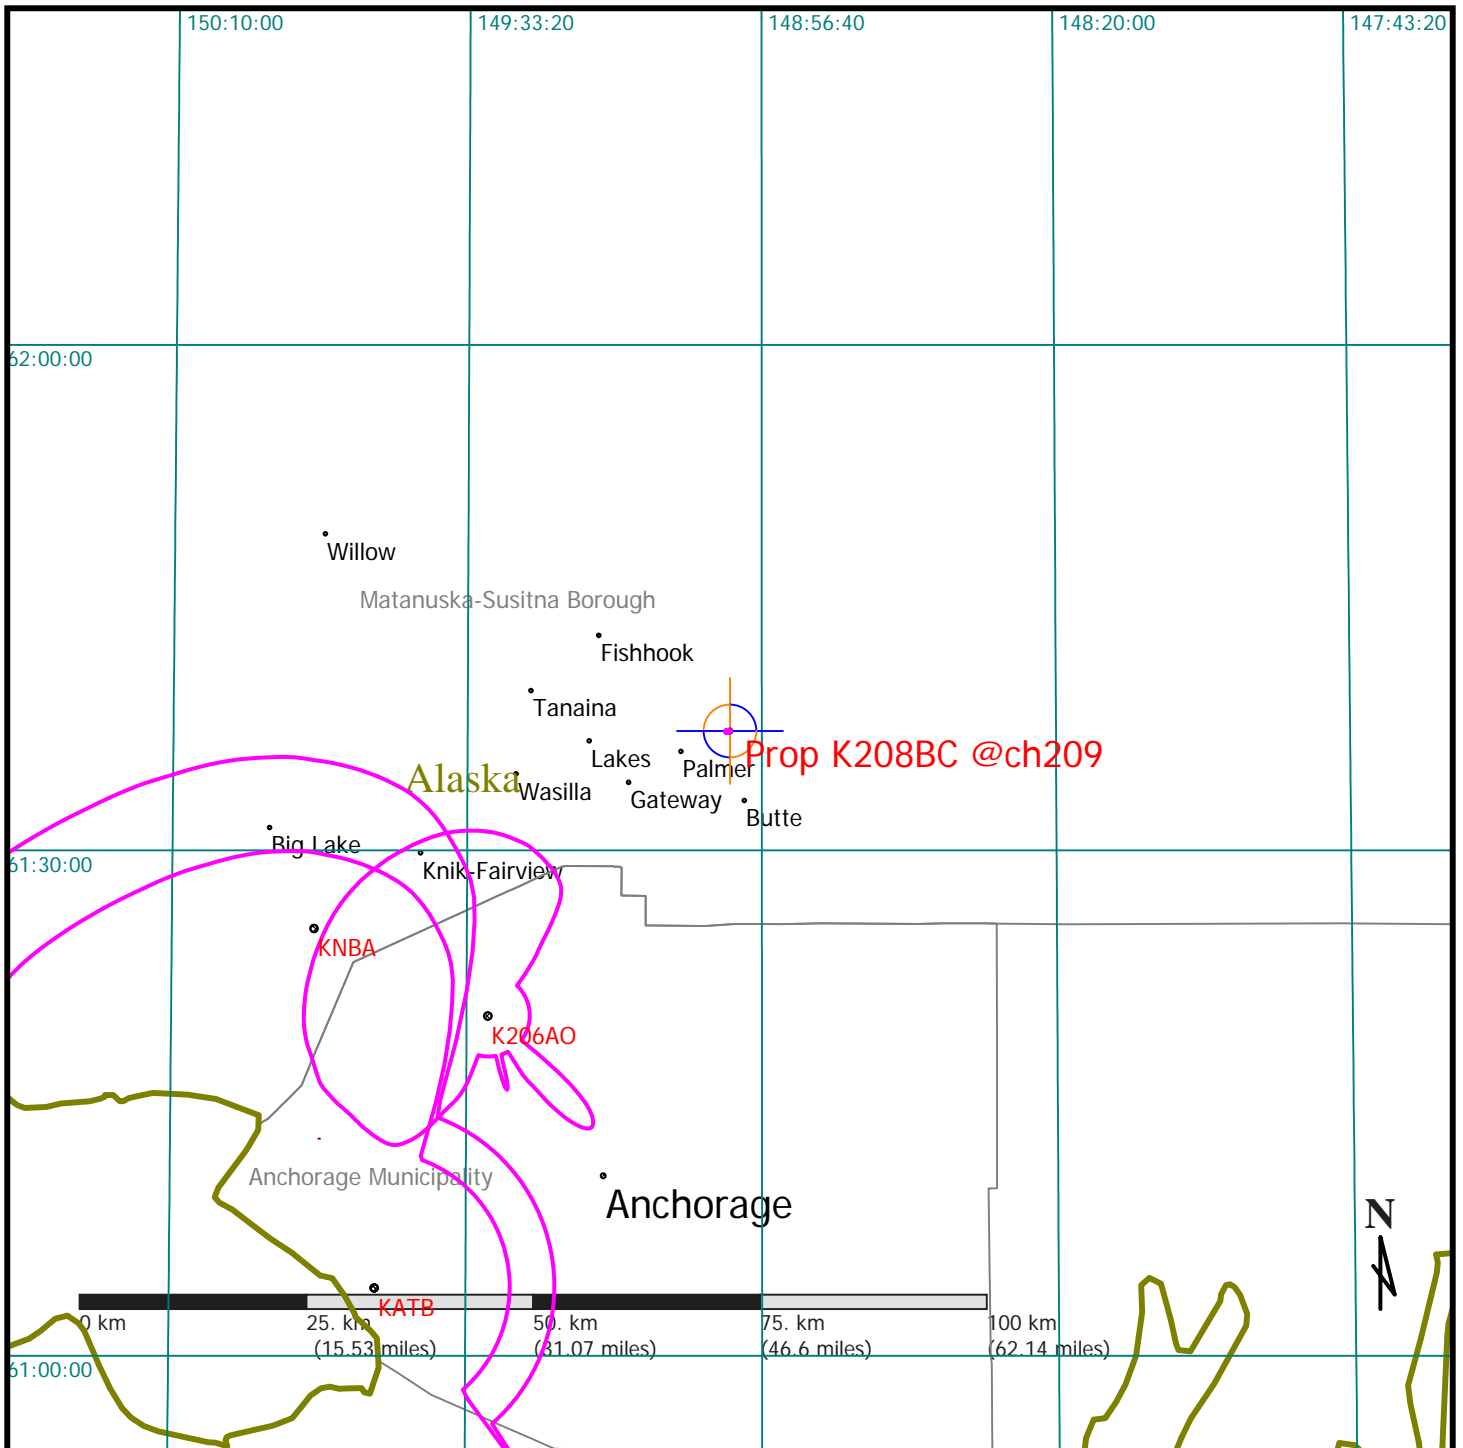 150:10:00
149:33:20
148:56:40
148:20:00
147:43:20
62:00:00
Willow
Matanuska-Susitna Borough
Fishhook
Tanaina
Lakes
Palmer
Prop K208BC @ch209
Alaska
Wasilla
Gateway
Butte
Big Lake
61:30:00
Knik-Fairview
KNBA
K206AO
Anchorage Municipality
Anchorage
N
KATB
0 km
25. km
50. km
75. km
100 km
(15.53 miles)
(31.07 miles)
(46.6 miles)
(62.14 miles)
61:00:00